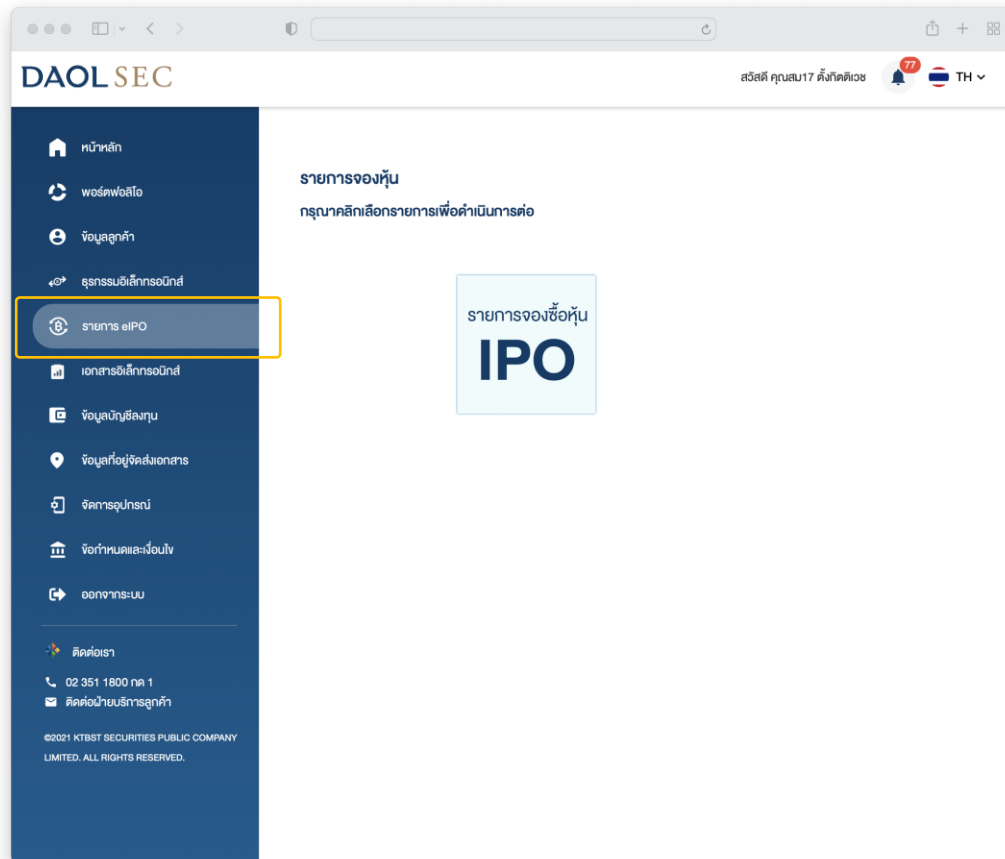 DAOL SEC
สวัสดี คุณสม17 ตั้งกิตติเวช
77
TH
หน้าหลัก
พอร์ตฟอลิโอ
ข้อมูลลูกค้า
ธุรกรรมอิเล็กทรอนิกส์
รายการ eIPO
เอกสารอิเล็กทรอนิกส์
ข้อมูลบัญชีลงทุน
ข้อมูลที่อยู่จัดส่งเอกสาร
จัดการอุปกรณ์
ข้อกำหนดและเงื่อนไข
ออกจากระบบ
ติดต่อเรา
02 351 1800 กด 1
ติดต่อฝ่ายบริการลูกค้า
©2021 KTBST SECURITIES PUBLIC COMPANY
LIMITED. ALL RIGHTS RESERVED.
รายการจองหุ้น
กรุณาคลิกเลือกรายการเพื่อดำเนินการต่อ
รายการจองซื้อหุ้น
IPO